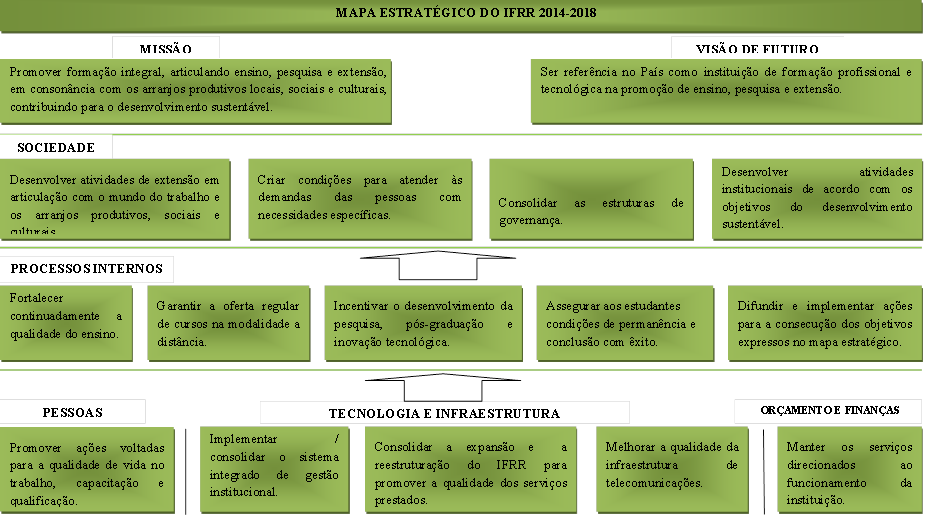 MAPA ESTRATÉGICO DO IFRR 2014-2018
MISSÃO
Promover formação integral, articulando ensino, pesquisa e extensão,
em consonância com os arranjos produtivos locais, sociais e culturais,
contribuindo para o desenvolvimento sustentável.
VISÃO DE FUTURO
Ser referência no País como instituição de formação profissional e
tecnológica na promoção de ensino, pesquisa e extensão.
SOCIEDADE
Desenvolver atividades de extensão em
articulação com o mundo do trabalho e
os arranjos produtivos, sociais e
culturais
Criar condições para atender às
demandas das pessoas com
necessidades específicas.
Consolidar as estruturas de
governança.
Desenvolver atividades
institucionais de acordo com os
objetivos do desenvolvimento
sustentável.
PROCESSOS INTERNOS
Fortalecer
continuadamente a
qualidade do ensino.
Garantir a oferta regular
de cursos na modalidade a
distância.
Incentivar o desenvolvimento da
pesquisa, pós-graduação e
inovação tecnológica.
Assegurar aos estudantes
condições de permanência e
conclusão com êxito.
Difundir e implementar ações
para a consecução dos objetivos
expressos no mapa estratégico.
PESSOAS
Promover ações voltadas
para a qualidade de vida no
trabalho, capacitação e
qualificação.
TECNOLOGIA E INFRAESTRUTURA
Implementar /
consolidar o sistema
integrado de gestão
institucional.
Consolidar a expansão e a
reestruturação do IFRR para
promover a qualidade dos serviços
prestados.
Melhorar a qualidade da
infraestrutura de
telecomunicações.
ORÇAMENTO E FINANÇAS
Manter os serviços
direcionados ao
funcionamento da
instituição.